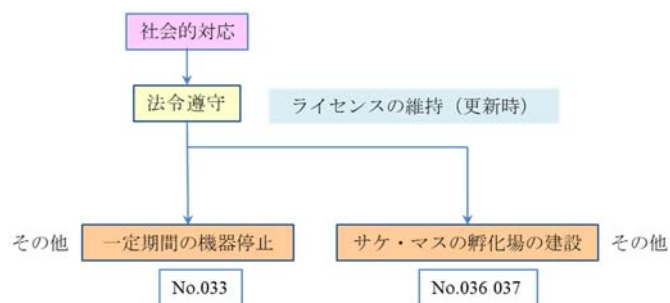 社会的対応
法令遵守
ライセンスの維持（更新時）
その他
一定期間の機器停止
サケ・マスの孵化場の建設
その他
No.033
No.036 037